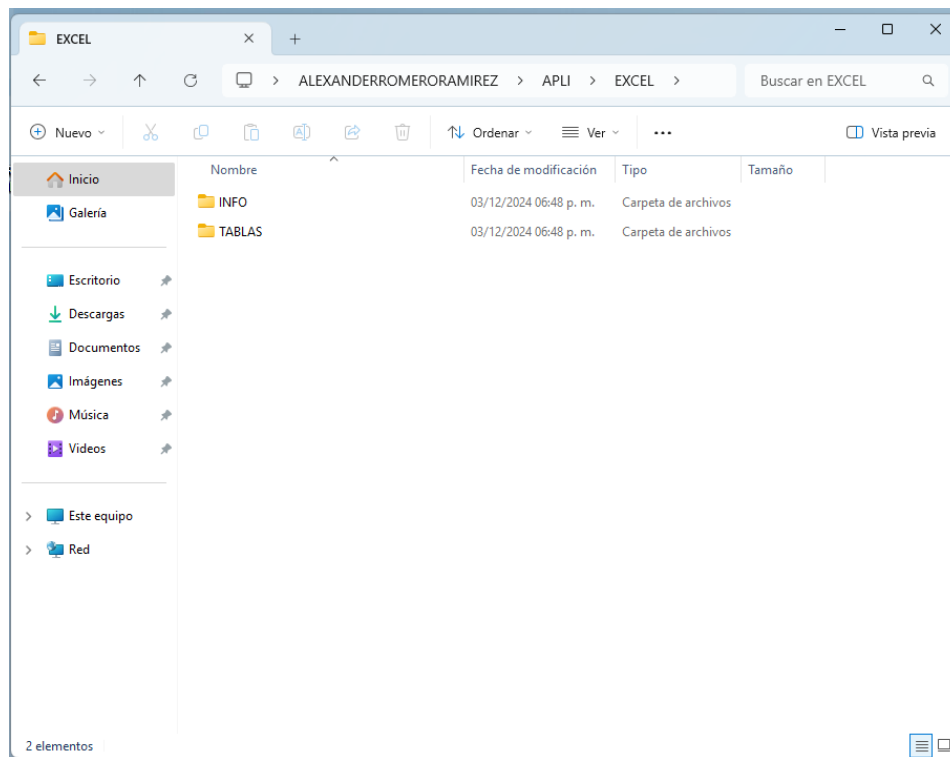 EXCEL
ALEXANDERROMERORAMIREZ > APLI > EXCEL > Buscar en EXCEL
Nuevo Ordenar Ver ... Vista previa
Nombre Fecha de modificación Tipo Tamaño
Inicio
INFO 03/12/2024 06:48 p. m. Carpeta de archivos
Galería
TABLAS 03/12/2024 06:48 p. m. Carpeta de archivos
Escritorio
Descargas
Documentos
Imágenes
Música
Videos
Este equipo
Red
2 elementos